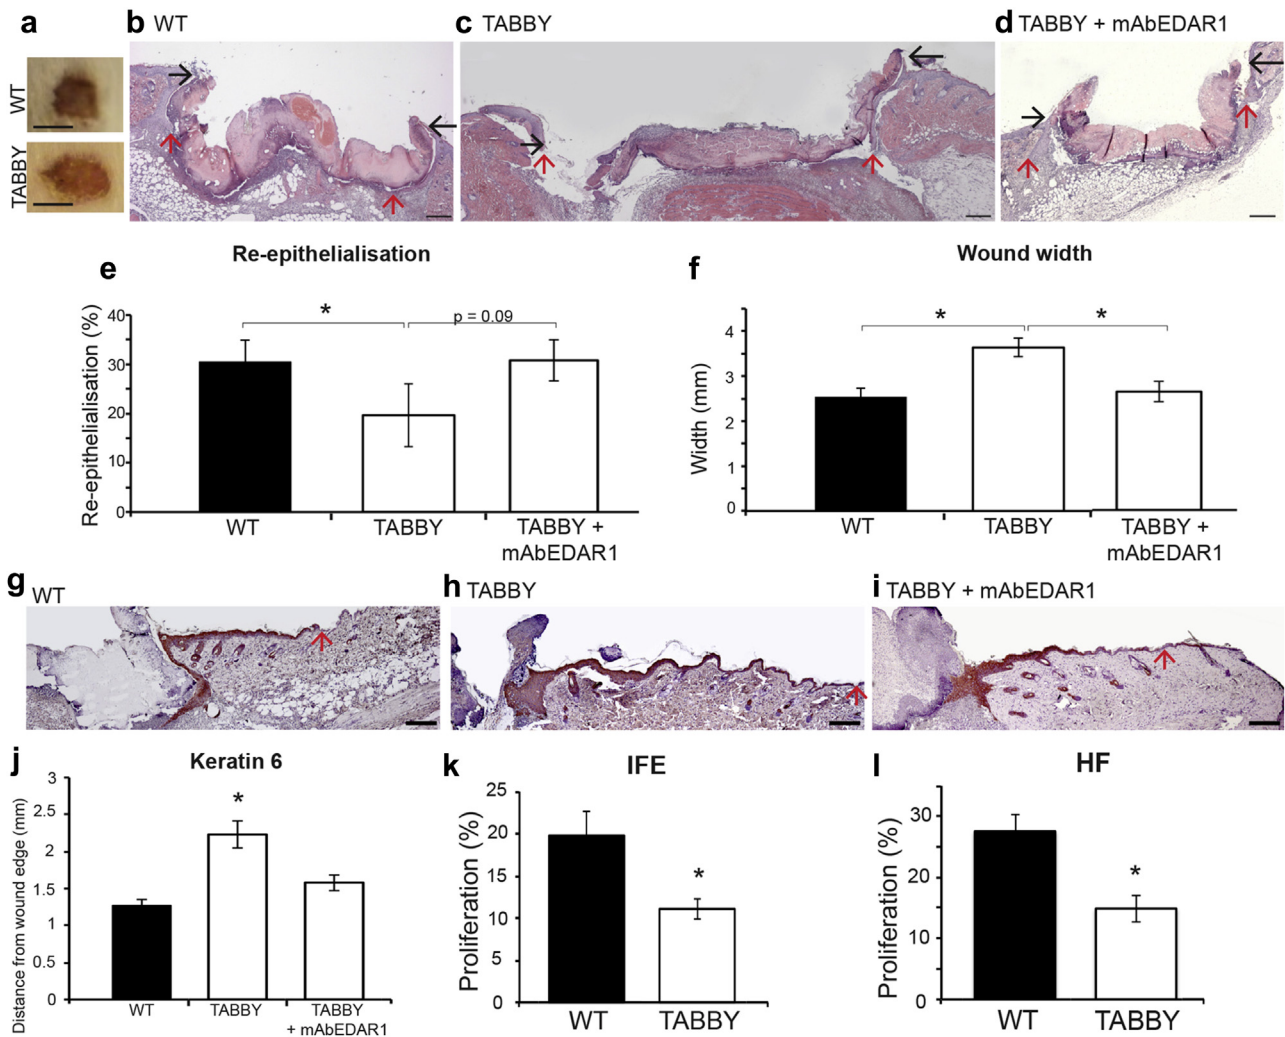 a
WT
TABBY
b WT
c TABBY
d TABBY + mAbEDAR1
e
Re-epithelialisation
Re-epithelialisation (%)
40
30
20
10
0
*
p = 0.09
WT
TABBY
TABBY +
mAbEDAR1
f
Wound width
Width (mm)
4
3
2
1
0
*
*
WT
TABBY
TABBY +
mAbEDAR1
g WT
h TABBY
i TABBY + mAbEDAR1
j
Keratin 6
Distance from wound edge (mm)
3
2.5
2
1.5
1
0.5
0
*
WT
TABBY
TABBY
+ mAbEDAR1
k
IFE
Proliferation (%)
25
20
15
10
5
0
*
WT
TABBY
l
HF
Proliferation (%)
30
20
10
0
*
WT
TABBY